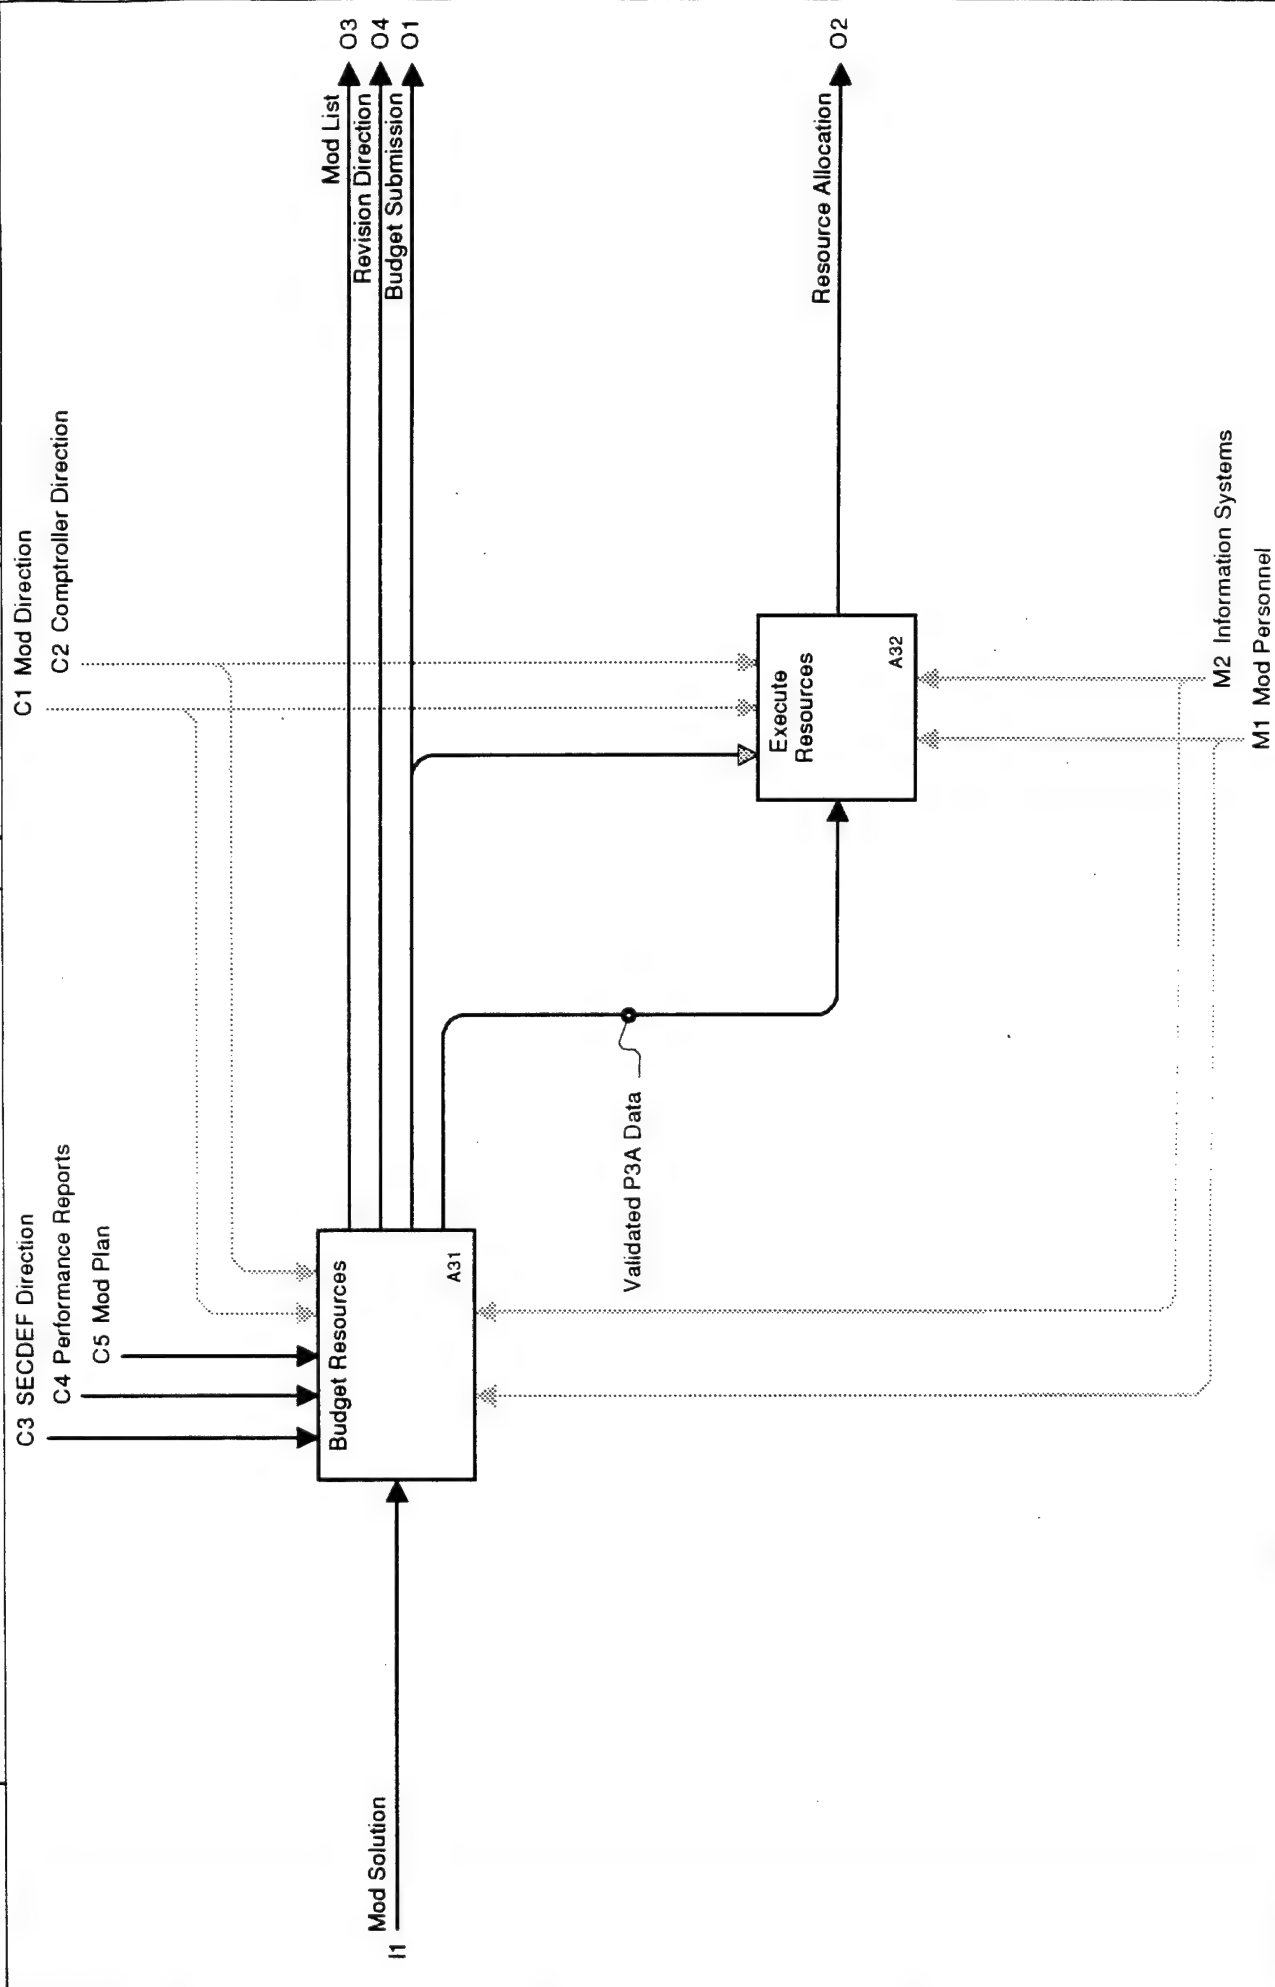 C3 SECDEF Direction
C4 Performance Reports
C5 Mod Plan
C1 Mod Direction
C2 Comptroller Direction
Mod List
O3
Revision Direction
O4
Budget Submission
O1
I1
Mod Solution
Budget Resources
A31
Validated P3A Data
Execute
Resources
A32
Resource Allocation
O2
M2 Information Systems
M1 Mod Personnel